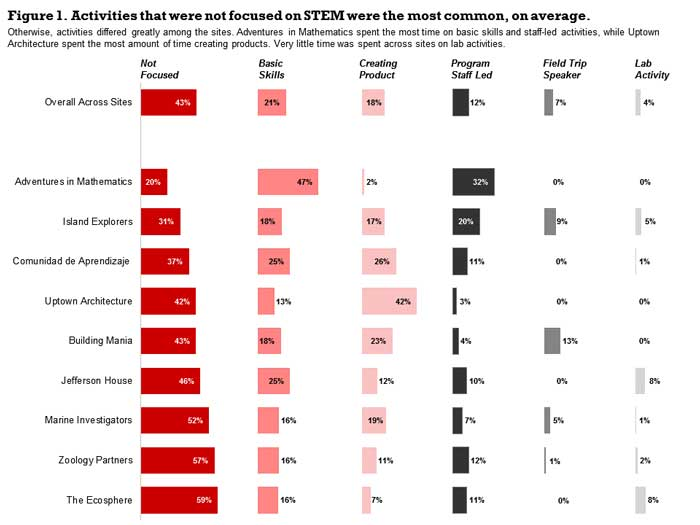 Figure 1. Activities that were not focused on STEM were the most common, on average.
Otherwise, activities differed greatly among the sites. Adventures in Mathematics spent the most time on basic skills and staff-led activities, while Uptown
Architecture spent the most amount of time creating products. Very little time was spent across sites on lab activities.
Not Focused Basic Skills Creating Product Program Staff Led Field Trip Speaker Lab Activity
Overall Across Sites 43% 21% 18% 12% 7% 4%
Adventures in Mathematics 20% 47% 2% 32% 0% 0%
Island Explorers 31% 18% 17% 20% 9% 5%
Comunidad de Aprendizaje 37% 25% 26% 11% 0% 1%
Uptown Architecture 42% 13% 42% 3% 0% 0%
Building Mania 43% 18% 23% 4% 13% 0%
Jefferson House 46% 25% 12% 10% 0% 8%
Marine Investigators 52% 16% 19% 7% 5% 1%
Zoology Partners 57% 16% 11% 12% 1% 2%
The Ecosphere 59% 16% 7% 11% 0% 8%